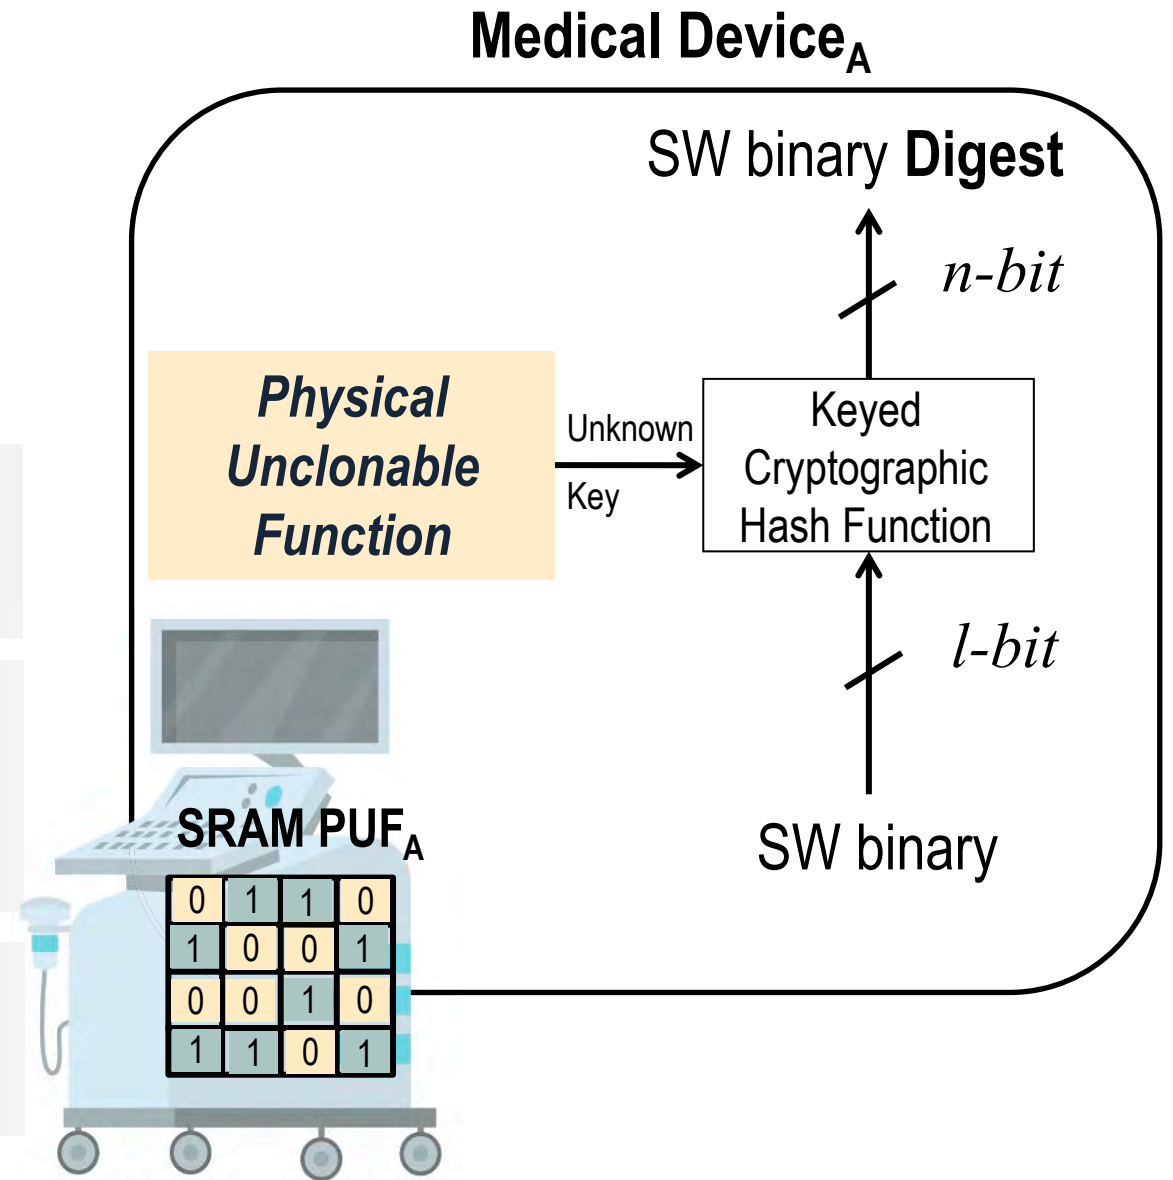 Medical DeviceA
SW binary Digest
n-bit
Physical
Unclonable
Function
Unknown
Key
Keyed
Cryptographic
Hash Function
l-bit
SW binary
SRAM PUFA
0 1 1 0
1 0 0 1
0 0 1 0
1 1 0 1